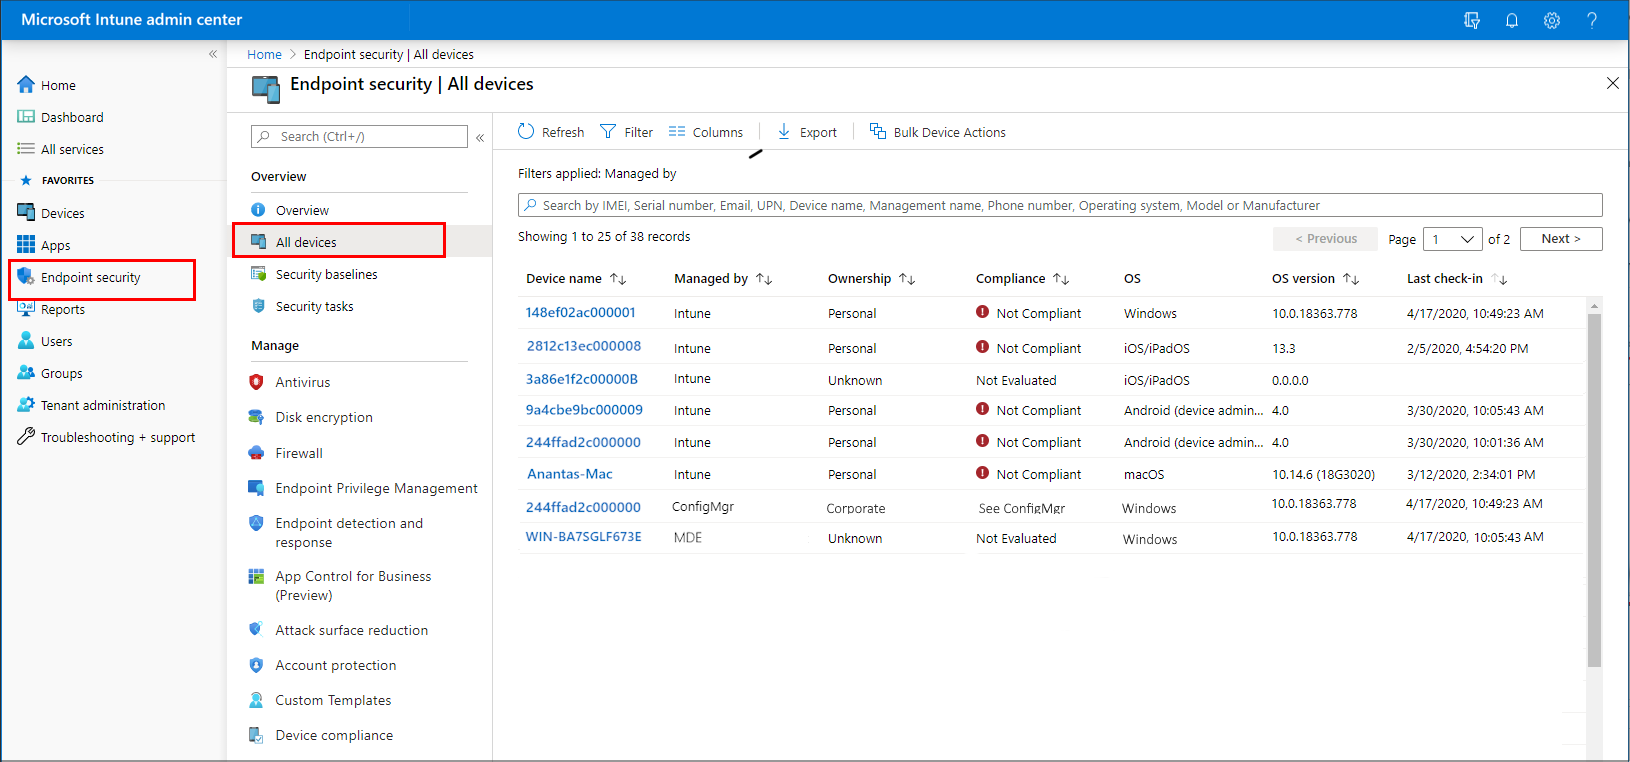 Microsoft Intune admin center
Home
Dashboard
All services
FAVORITES
Devices
Apps
Endpoint security
Reports
Users
Groups
Tenant administration
Troubleshooting + support
Home > Endpoint security | All devices
Endpoint security | All devices
Search (Ctrl+/)
Overview
Overview
All devices
Security baselines
Security tasks
Manage
Antivirus
Disk encryption
Firewall
Endpoint Privilege Management
Endpoint detection and
response
App Control for Business
(Preview)
Attack surface reduction
Account protection
Custom Templates
Device compliance
Refresh Filter Columns Export Bulk Device Actions
Filters applied: Managed by
Search by IMEI, Serial number, Email, UPN, Device name, Management name, Phone number, Operating system, Model or Manufacturer
Showing 1 to 25 of 38 records
< Previous Page 1 of 2 Next >
Device name Managed by Ownership Compliance OS OS version Last check-in
148ef02ac000001 Intune Personal Not Compliant Windows 10.0.18363.778 4/17/2020, 10:49:23 AM
2812c13ec000008 Intune Personal Not Compliant iOS/iPadOS 13.3 2/5/2020, 4:54:20 PM
3a86e1f2c00000B Intune Unknown Not Evaluated iOS/iPadOS 0.0.0.0
9a4cbe9bc000009 Intune Personal Not Compliant Android (device admin... 4.0 3/30/2020, 10:05:43 AM
244ffad2c000000 Intune Personal Not Compliant Android (device admin... 4.0 3/30/2020, 10:01:36 AM
Anantas-Mac Intune Personal Not Compliant macOS 10.14.6 (18G3020) 3/12/2020, 2:34:01 PM
244ffad2c000000 ConfigMgr Corporate See ConfigMgr Windows 10.0.18363.778 4/17/2020, 10:49:23 AM
WIN-BA7SGLF673E MDE Unknown Not Evaluated Windows 10.0.18363.778 4/17/2020, 10:05:43 AM